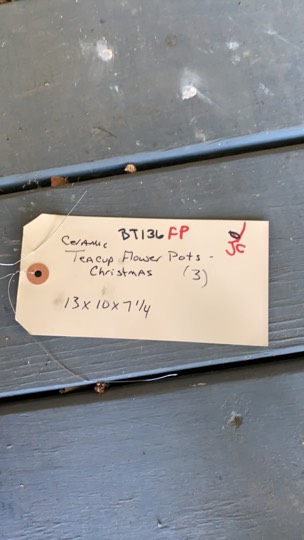 BT136 FP
Ceramic
Teacup Flower Pots -
Christmas (3)
13 x 10 x 7 1/4
JC